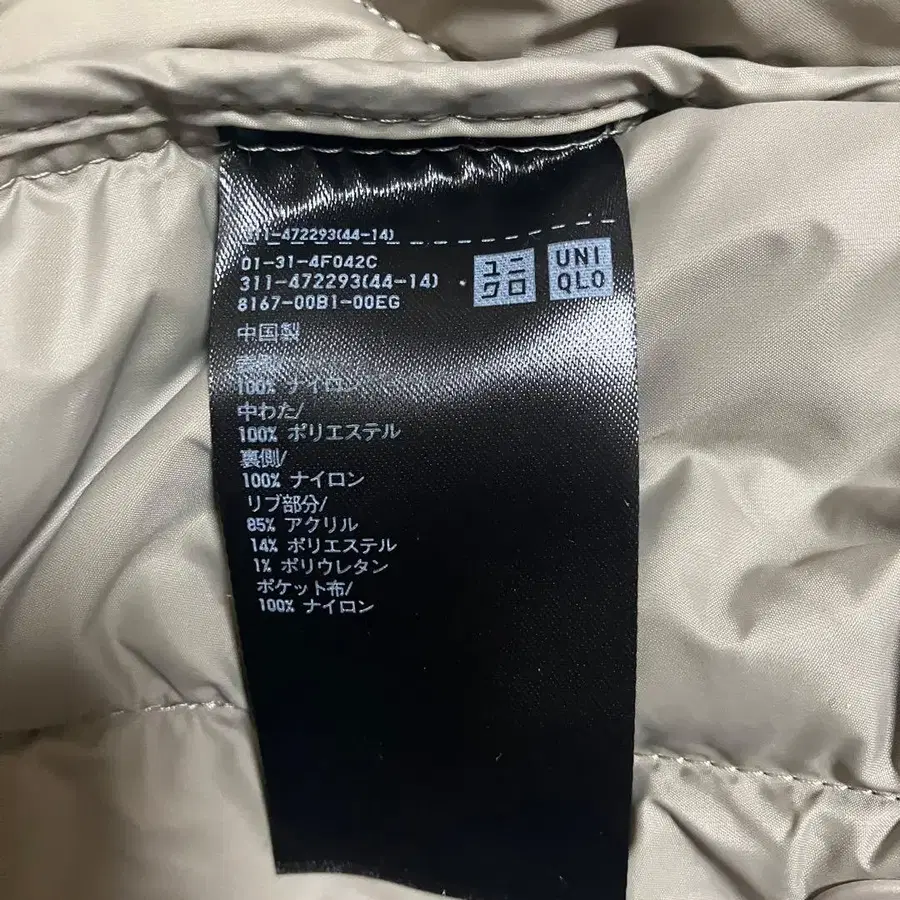 311-472293(44-14)
01-31-4F042C
311-472293(44-14)
8167-00B1-00EG
ユニ
クロ
UNI
QLO
中国製
表側/
100% ナイロン
中わた/
100% ポリエステル
裏側/
100% ナイロン
リブ部分/
85% アクリル
14% ポリエステル
1% ポリウレタン
ポケット布/
100% ナイロン